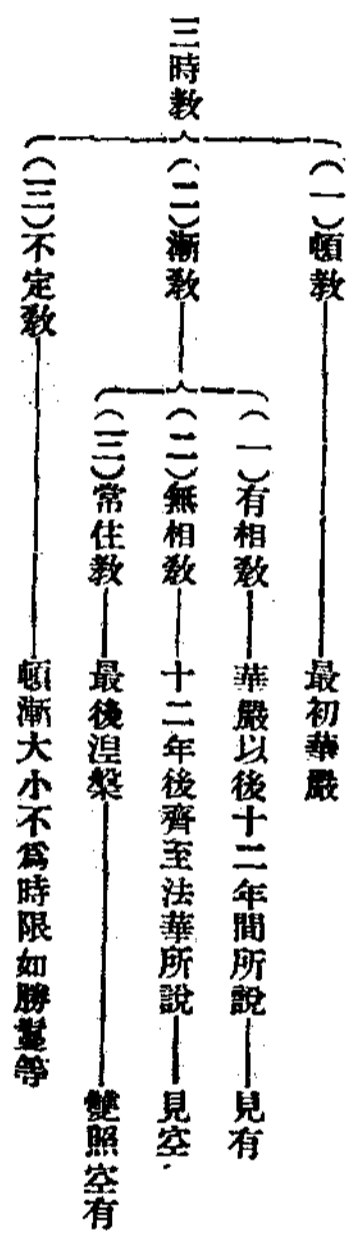 三時教
（一）頓教
最初華嚴
（二）漸教
（一）有相教
華嚴以後十二年間所說
見有
（二）無相教
十二年後齊至法華所說
見空
（三）常住教
最後涅槃
雙照空有
（三）不定教
頓漸大小不爲時限如勝鬘等